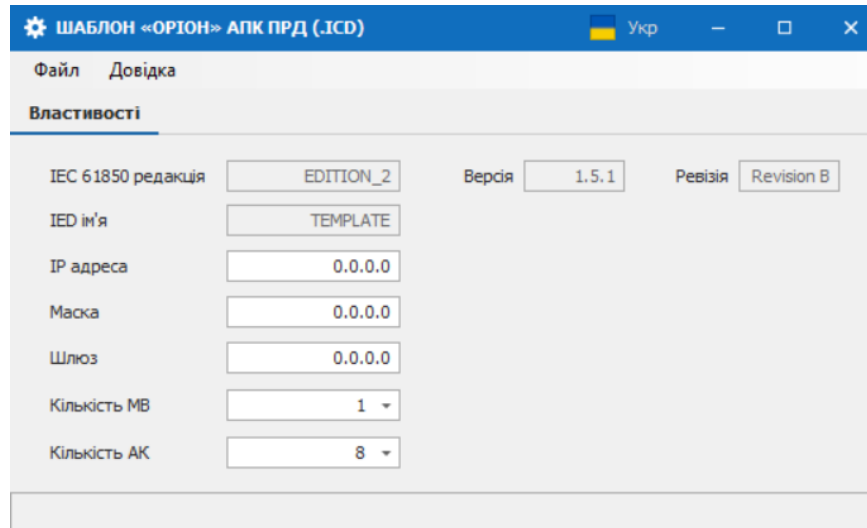 ШАБЛОН «ОРІОН» АПК ПРД (.ICD) Укр
Файл Довідка
Властивості
IEC 61850 редакція EDITION_2 Версія 1.5.1 Ревізія Revision B
IED ім'я TEMPLATE
IP адреса 0.0.0.0
Маска 0.0.0.0
Шлюз 0.0.0.0
Кількість МВ 1
Кількість АК 8